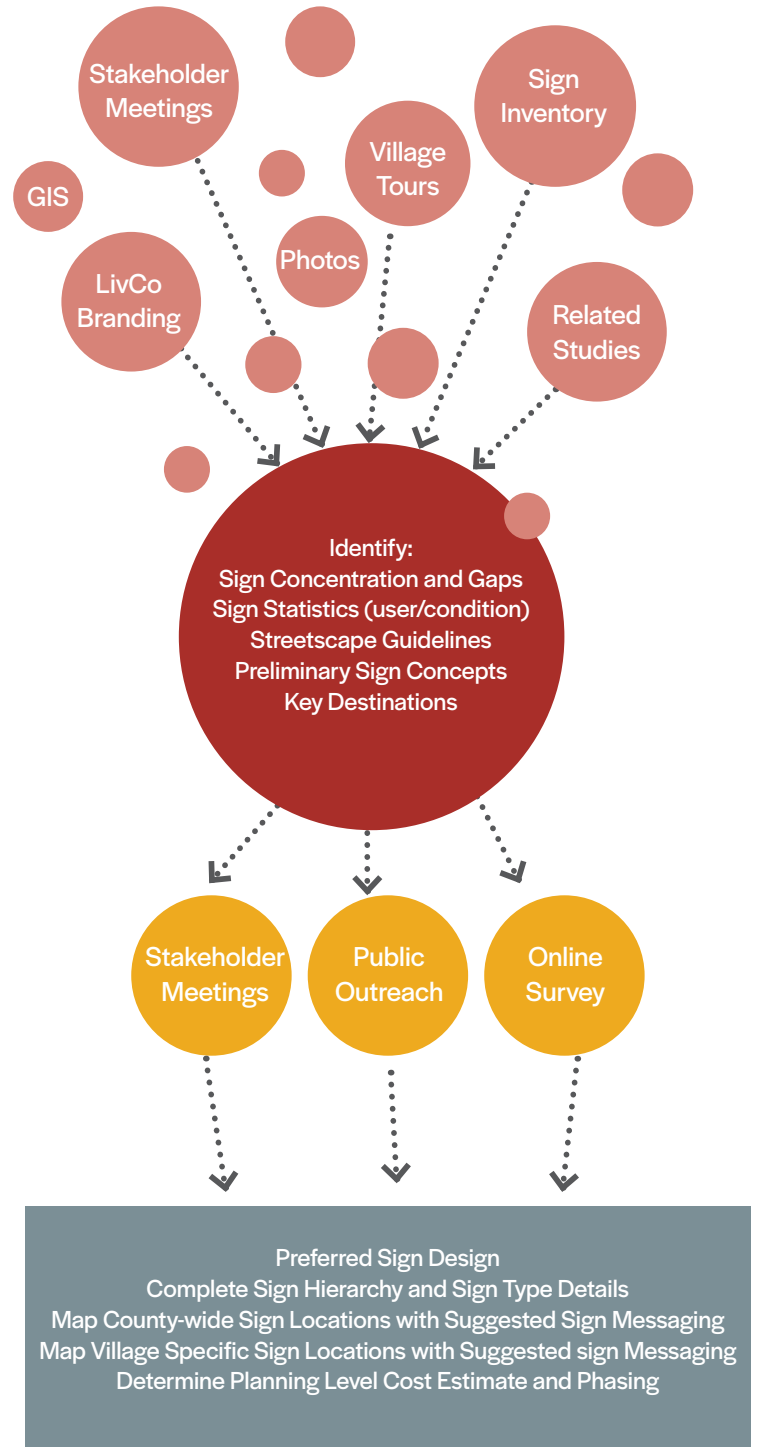 Stakeholder
Meetings
Sign
Inventory
Village
Tours
GIS
Photos
LivCo
Branding
Related
Studies
Identify:
Sign Concentration and Gaps
Sign Statistics (user/condition)
Streetscape Guidelines
Preliminary Sign Concepts
Key Destinations
Stakeholder
Meetings
Public
Outreach
Online
Survey
Preferred Sign Design
Complete Sign Hierarchy and Sign Type Details
Map County-wide Sign Locations with Suggested Sign Messaging
Map Village Specific Sign Locations with Suggested sign Messaging
Determine Planning Level Cost Estimate and Phasing